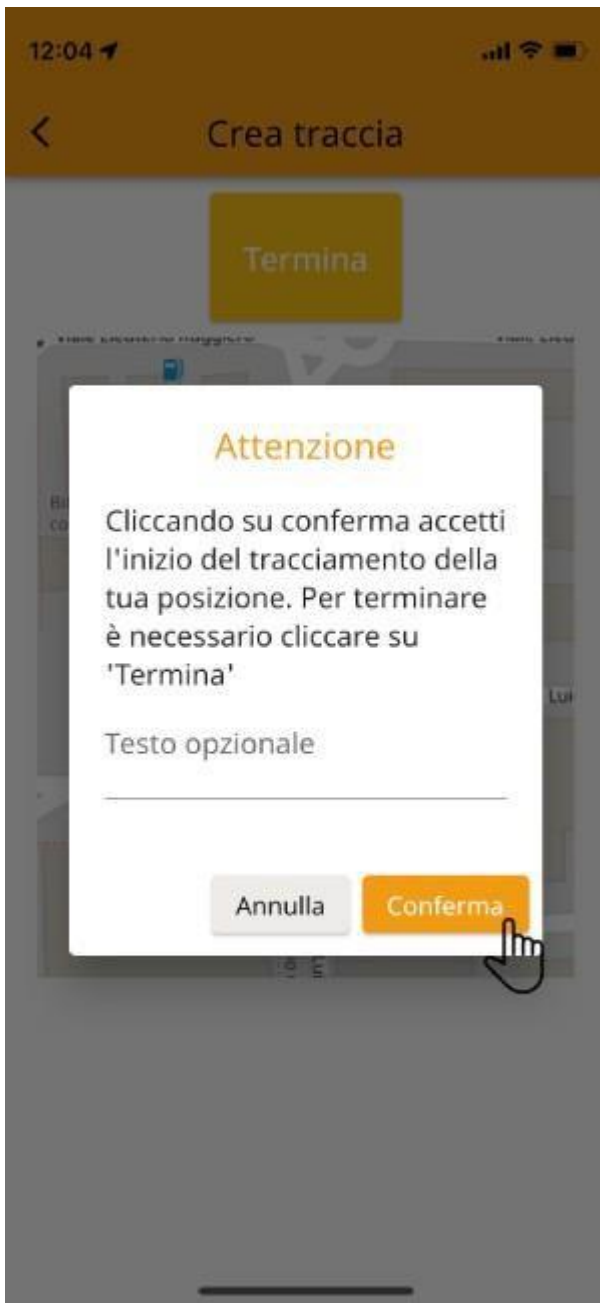 12:04
Crea traccia
Termina
Attenzione
Cliccando su conferma accetti
l'inizio del tracciamento della
tua posizione. Per terminare
è necessario cliccare su
'Termina'
Testo opzionale
Annulla
Conferma